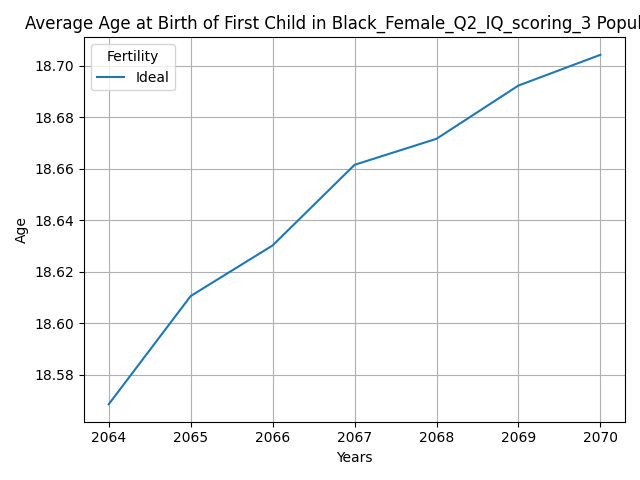 Average Age at Birth of First Child in Black_Female_Q2_IQ_scoring_3 Popul
Fertility
Ideal
18.70
18.68
18.66
18.64
18.62
18.60
18.58
Age
2064 2065 2066 2067 2068 2069 2070
Years